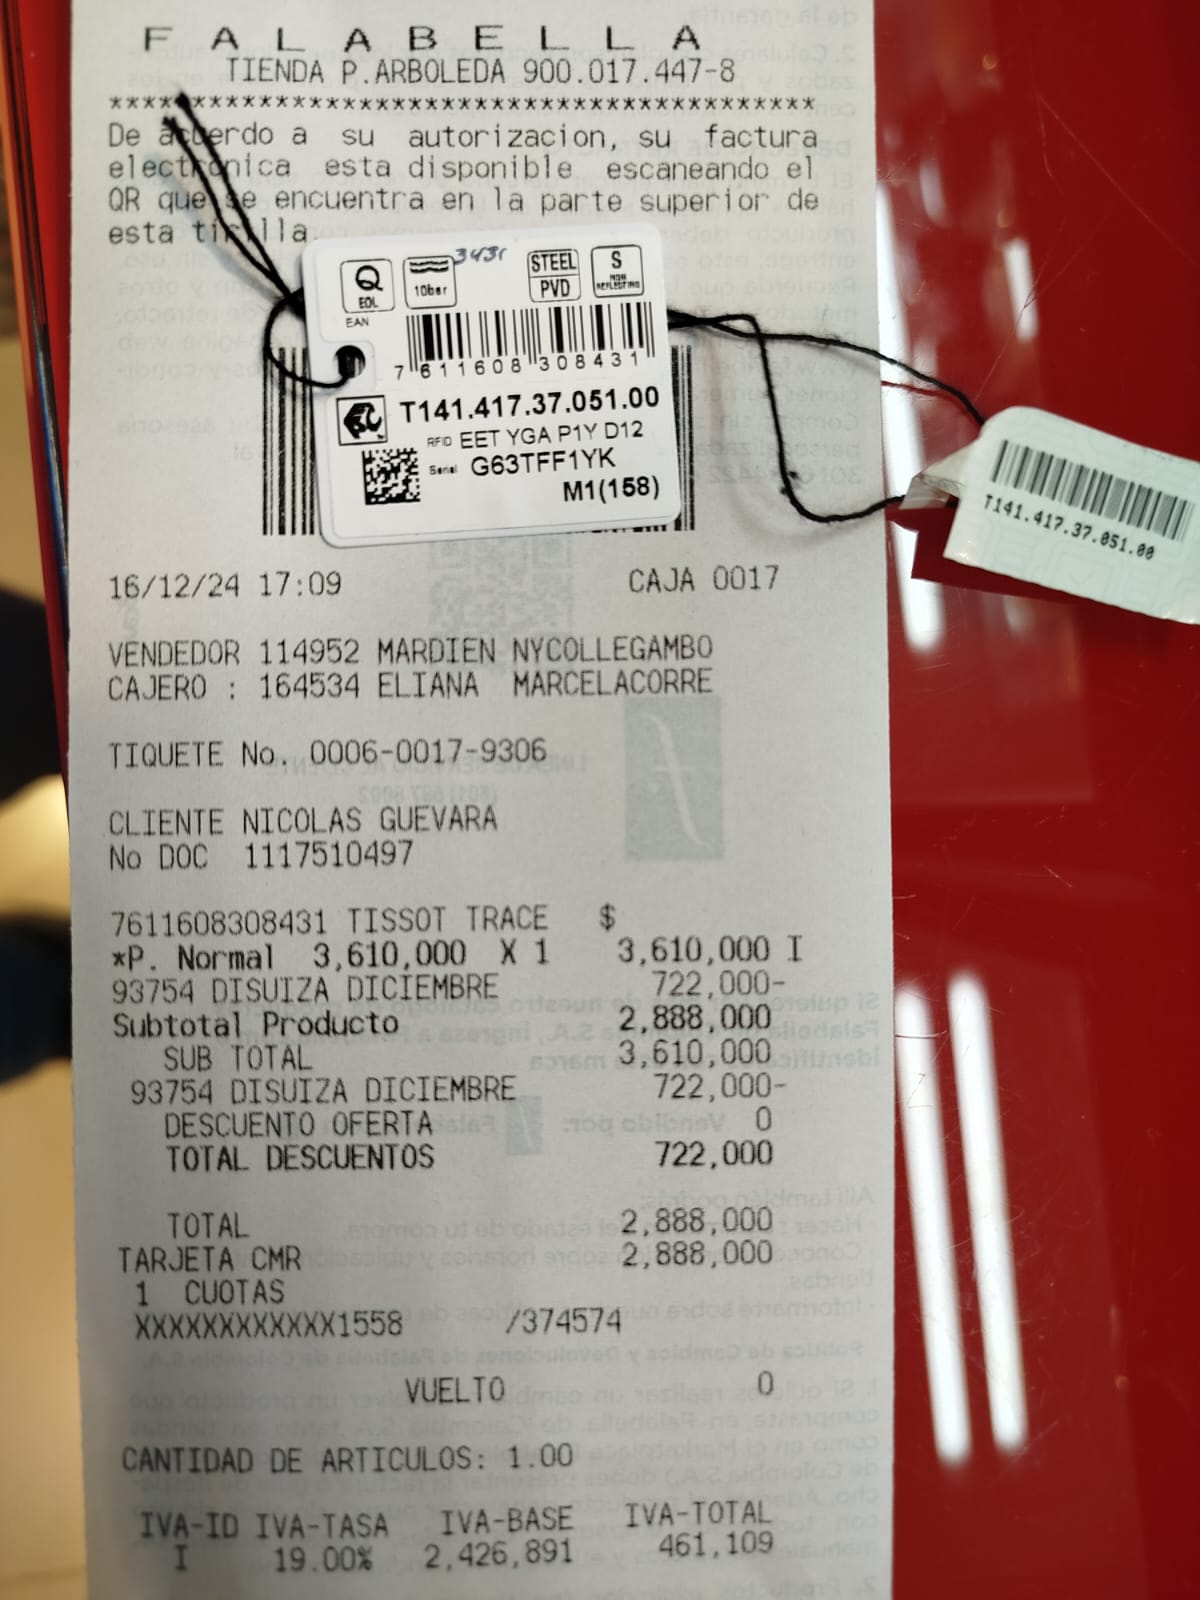 F A L A B E L L A
TIENDA P.ARBOLEDA 900.017.447-8
******************************************
De acuerdo a su autorizacion, su factura
electronica esta disponible escaneando el
QR que se encuentra en la parte superior de
esta tirilla.
3431
Q
EOL
10bar
STEEL
PVD
S
NON
REFLECTING
EAN
7 611608 308431
T141.417.37.051.00
RFID EET YGA P1Y D12
Serial G63TFF1YK
M1(158)
T141.417.37.051.00
16/12/24 17:09 CAJA 0017
VENDEDOR 114952 MARDIEN NYCOLLEGAMBO
CAJERO : 164534 ELIANA MARCELACORRE
TIQUETE No. 0006-0017-9306
CLIENTE NICOLAS GUEVARA
No DOC 1117510497
7611608308431 TISSOT TRACE $
*P. Normal 3,610,000 X 1 3,610,000 I
93754 DISUIZA DICIEMBRE 722,000-
Subtotal Producto 2,888,000
SUB TOTAL 3,610,000
93754 DISUIZA DICIEMBRE 722,000-
DESCUENTO OFERTA 0
TOTAL DESCUENTOS 722,000
TOTAL 2,888,000
TARJETA CMR 2,888,000
1 CUOTAS
XXXXXXXXXXXX1558 /374574
VUELTO 0
CANTIDAD DE ARTICULOS: 1.00
IVA-ID IVA-TASA IVA-BASE IVA-TOTAL
I 19.00% 2,426,891 461,109